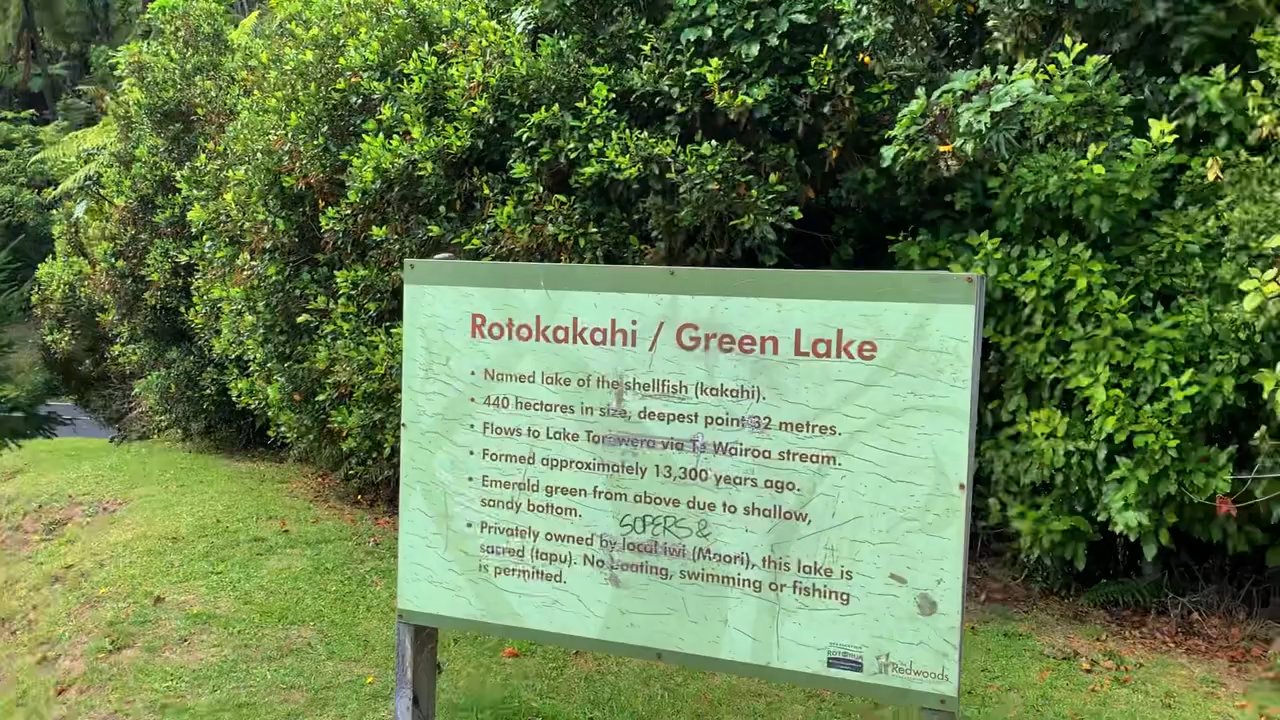 Rotokakahi / Green Lake
• Named lake of the shellfish (kakahi).
• 440 hectares in size, deepest point 32 metres.
• Flows to Lake Tarawera via Te Wairoa stream.
• Formed approximately 13,300 years ago.
• Emerald green from above due to shallow,
sandy bottom.
SOPERS &
• Privately owned by local iwi (Maori), this lake is
sacred (tapu). No boating, swimming or fishing
is permitted.
ROTORUA
Redwoods